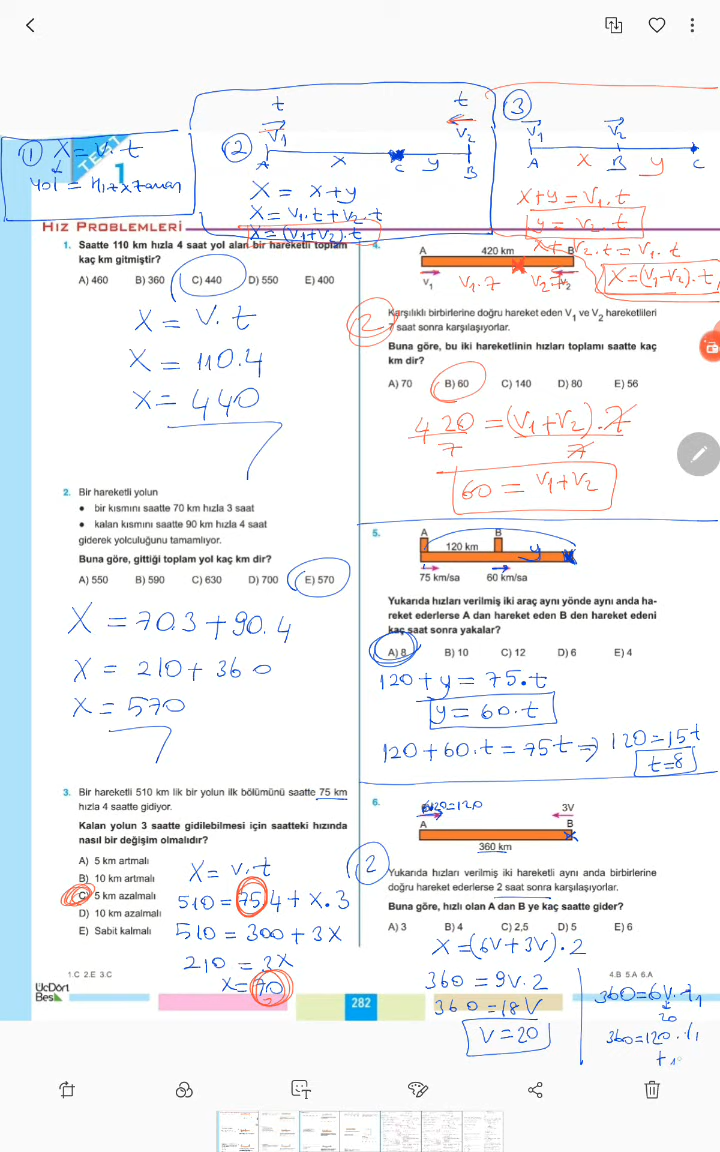 t
t
V1
V2
① X = V.t
yol = Hız x zaman
②
A
x
C
y
B
X = x+y
X = V1.t + V2.t
X = (V1+V2).t
③
V1
V2
A
X
B
y
C
x+y = V1.t
y = V2.t
x + V2.t = V1.t
X = (V1-V2).t
TEST
1
HIZ PROBLEMLERİ
1. Saatte 110 km hızla 4 saat yol alan bir hareketli toplam
kaç km gitmiştir?
A) 460 B) 360 C) 440 D) 550 E) 400
X = V.t
X = 110.4
X = 440
2. Bir hareketli yolun
• bir kısmını saatte 70 km hızla 3 saat
• kalan kısmını saatte 90 km hızla 4 saat
giderek yolculuğunu tamamlıyor.
Buna göre, gittiği toplam yol kaç km dir?
A) 550 B) 590 C) 630 D) 700 E) 570
X = 70.3 + 90.4
X = 210 + 360
X = 570
3. Bir hareketli 510 km lik bir yolun ilk bölümünü saatte 75 km
hızla 4 saatte gidiyor.
Kalan yolun 3 saatte gidilebilmesi için saatteki hızında
nasıl bir değişim olmalıdır?
A) 5 km artmalı
B) 10 km artmalı
C) 5 km azalmalı
D) 10 km azalmalı
E) Sabit kalmalı
X = V.t
510 = 75.4 + x.3
510 = 300 + 3x
210 = 3x
X = 70
1.C 2.E 3.C
4.
A 420 km B
V1 V1.7 V2.7 V2
2
Karşılıklı birbirlerine doğru hareket eden V1 ve V2 hareketlileri
7 saat sonra karşılaşıyorlar.
Buna göre, bu iki hareketlinin hızları toplamı saatte kaç
km dir?
A) 70 B) 60 C) 140 D) 80 E) 56
420 = (V1+V2).7
7 7
60 = V1+V2
5.
A B
120 km y
75 km/sa 60 km/sa
Yukarıda hızları verilmiş iki araç aynı yönde aynı anda ha-
reket ederlerse A dan hareket eden B den hareket edeni
kaç saat sonra yakalar?
A) 8 B) 10 C) 12 D) 6 E) 4
120 + y = 75.t
y = 60.t
120 + 60.t = 75t ⇒ 120 = 15t
t = 8
6.
=120 3V
A B
360 km
2
Yukarıda hızları verilmiş iki hareketli aynı anda birbirlerine
doğru hareket ederlerse 2 saat sonra karşılaşıyorlar.
Buna göre, hızlı olan A dan B ye kaç saatte gider?
A) 3 B) 4 C) 2,5 D) 5 E) 6
X = (6V + 3V).2
360 = 9V.2
360 = 18V
V = 20
4.B 5.A 6.A
360 = 6V.t1
20
360 = 120.t1
ÜçDört
Beş
282